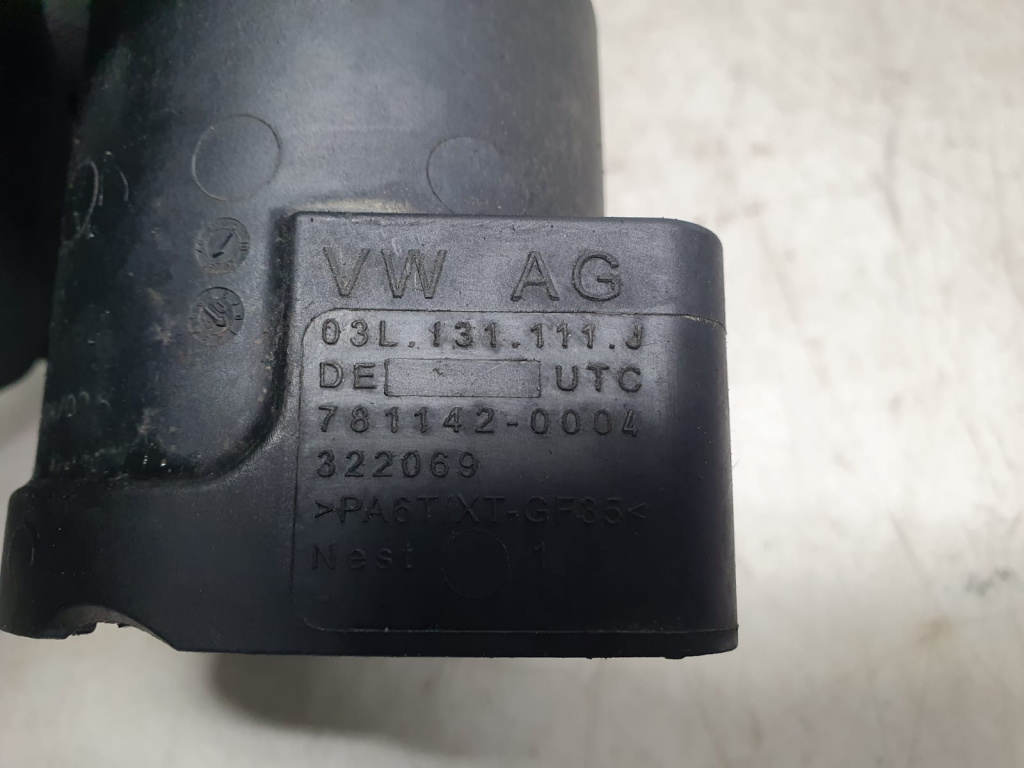 VW AG
03L.131.111.J
DE UTC
781142-0004
322069
>PA6T/XT-GF35<
Nest 1